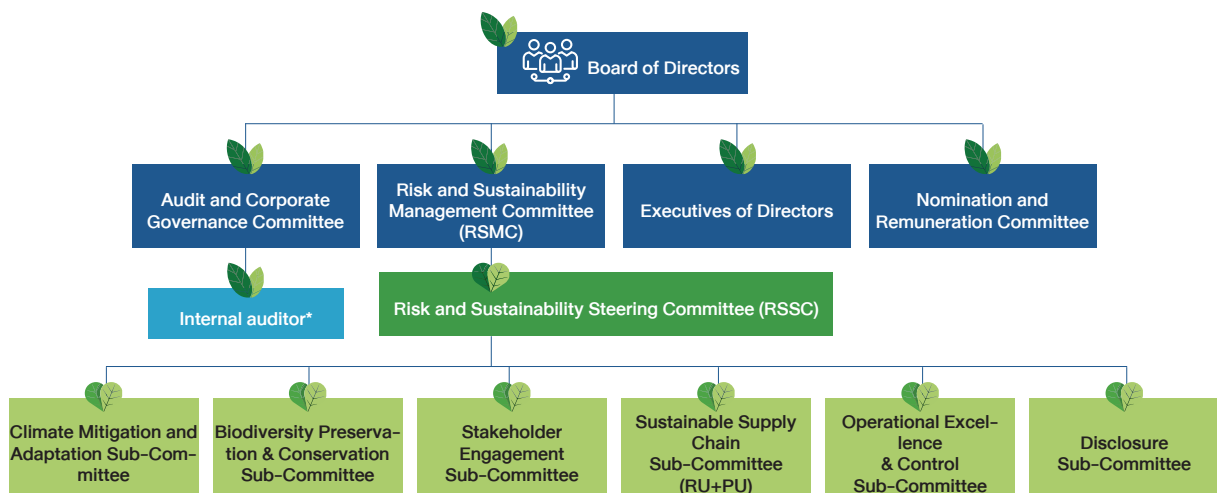 Board of Directors
Audit and Corporate
Governance Committee
Risk and Sustainability
Management Committee
(RSMC)
Executives of Directors
Nomination and
Remuneration Committee
Internal auditor*
Risk and Sustainability Steering Committee (RSSC)
Climate Mitigation and
Adaptation Sub-Com-
mittee
Biodiversity Preserva-
tion & Conservation
Sub-Committee
Stakeholder
Engagement
Sub-Committee
Sustainable Supply
Chain
Sub-Committee
(RU+PU)
Operational Excel-
lence
& Control
Sub-Committee
Disclosure
Sub-Committee